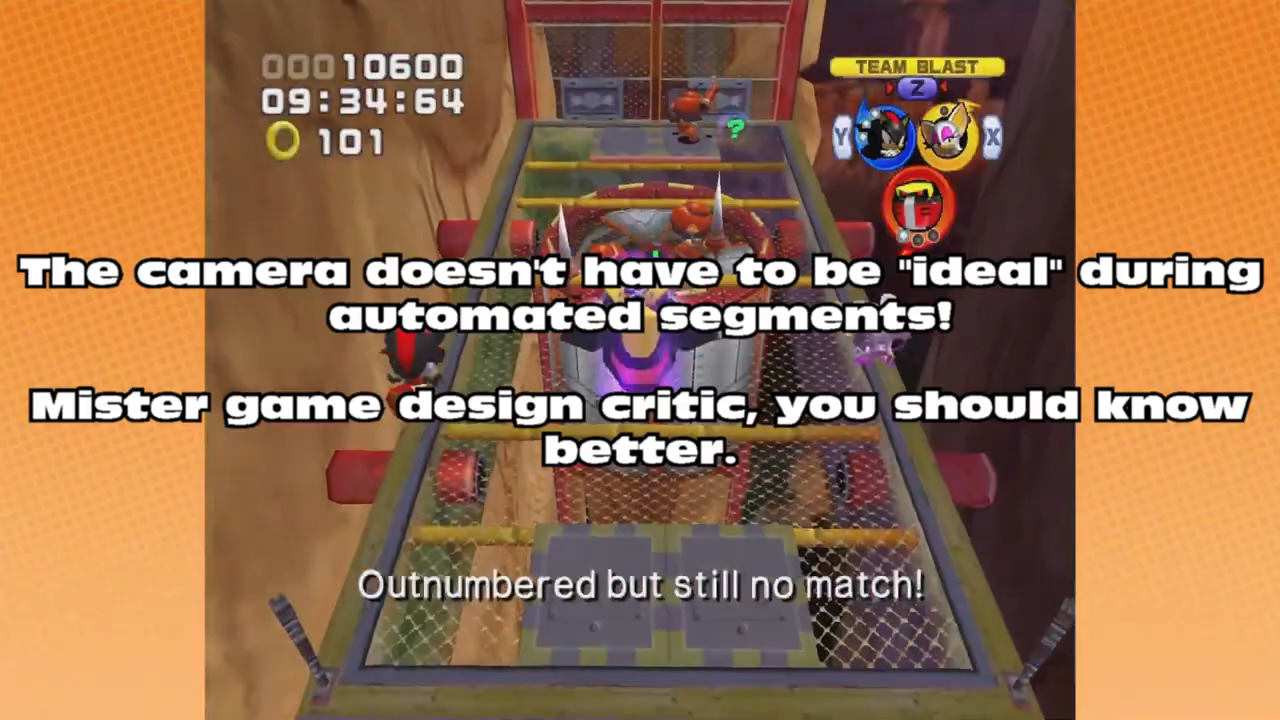 00010600
TEAM BLAST
Z
09:34:64
101
Y
X
The camera doesn't have to be "ideal" during
automated segments!
Mister game design critic, you should know
better.
Outnumbered but still no match!